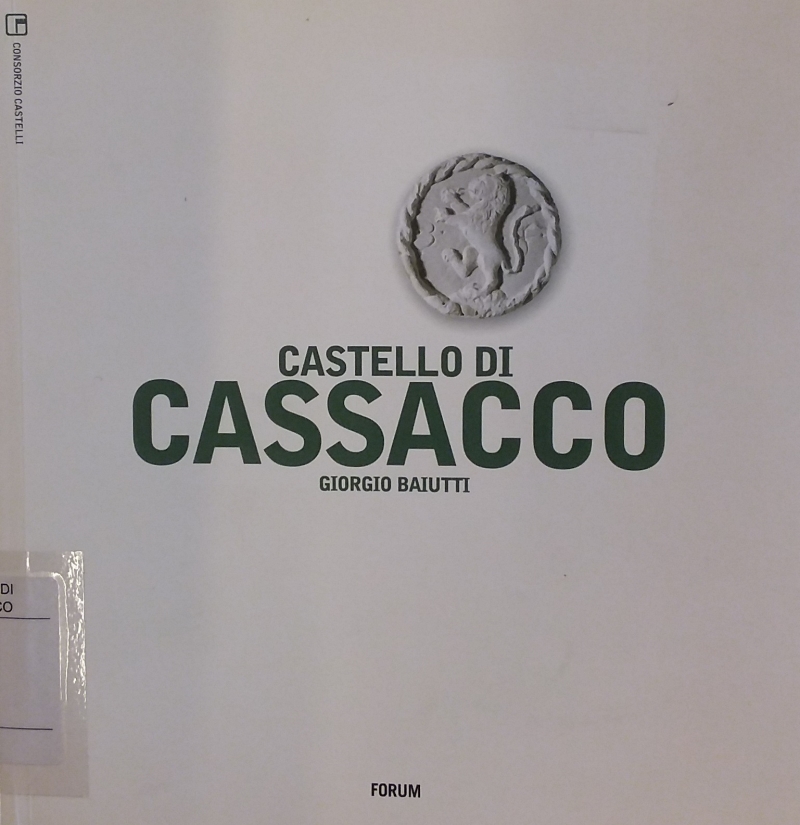 CONSORZIO CASTELLI
CASTELLO DI
CASSACCO
GIORGIO BAIUTTI
DI
CO
FORUM